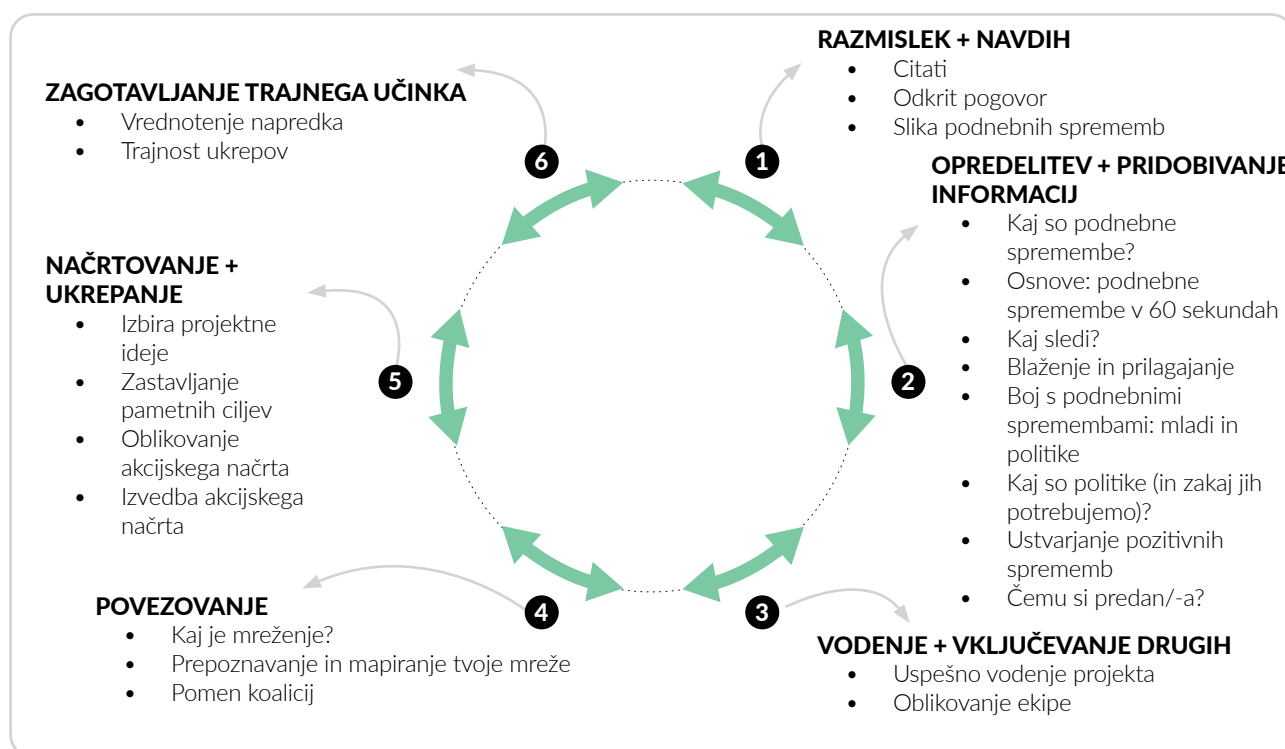 RAZMISLEK + NAVDIH
• Citati
• Odkrit pogovor
• Slika podnebnih sprememb
1
OPREDELITEV + PRIDOBIVANJE
INFORMACIJ
• Kaj so podnebne
spremembe?
• Osnove: podnebne
spremembe v 60 sekundah
• Kaj sledi?
• Blaženje in prilagajanje
• Boj s podnebnimi
spremembami: mladi in
politike
• Kaj so politike (in zakaj jih
potrebujemo)?
• Ustvarjanje pozitivnih
sprememb
• Čemu si predan/-a?
2
3
VODENJE + VKLJUČEVANJE DRUGIH
• Uspešno vodenje projekta
• Oblikovanje ekipe
4
POVEZOVANJE
• Kaj je mreženje?
• Prepoznavanje in mapiranje tvoje mreže
• Pomen koalicij
5
NAČRTOVANJE +
UKREPANJE
• Izbira projektne
ideje
• Zastavljanje
pametnih ciljev
• Oblikovanje
akcijskega načrta
• Izvedba akcijskega
načrta
6
ZAGOTAVLJANJE TRAJNEGA UČINKA
• Vrednotenje napredka
• Trajnost ukrepov